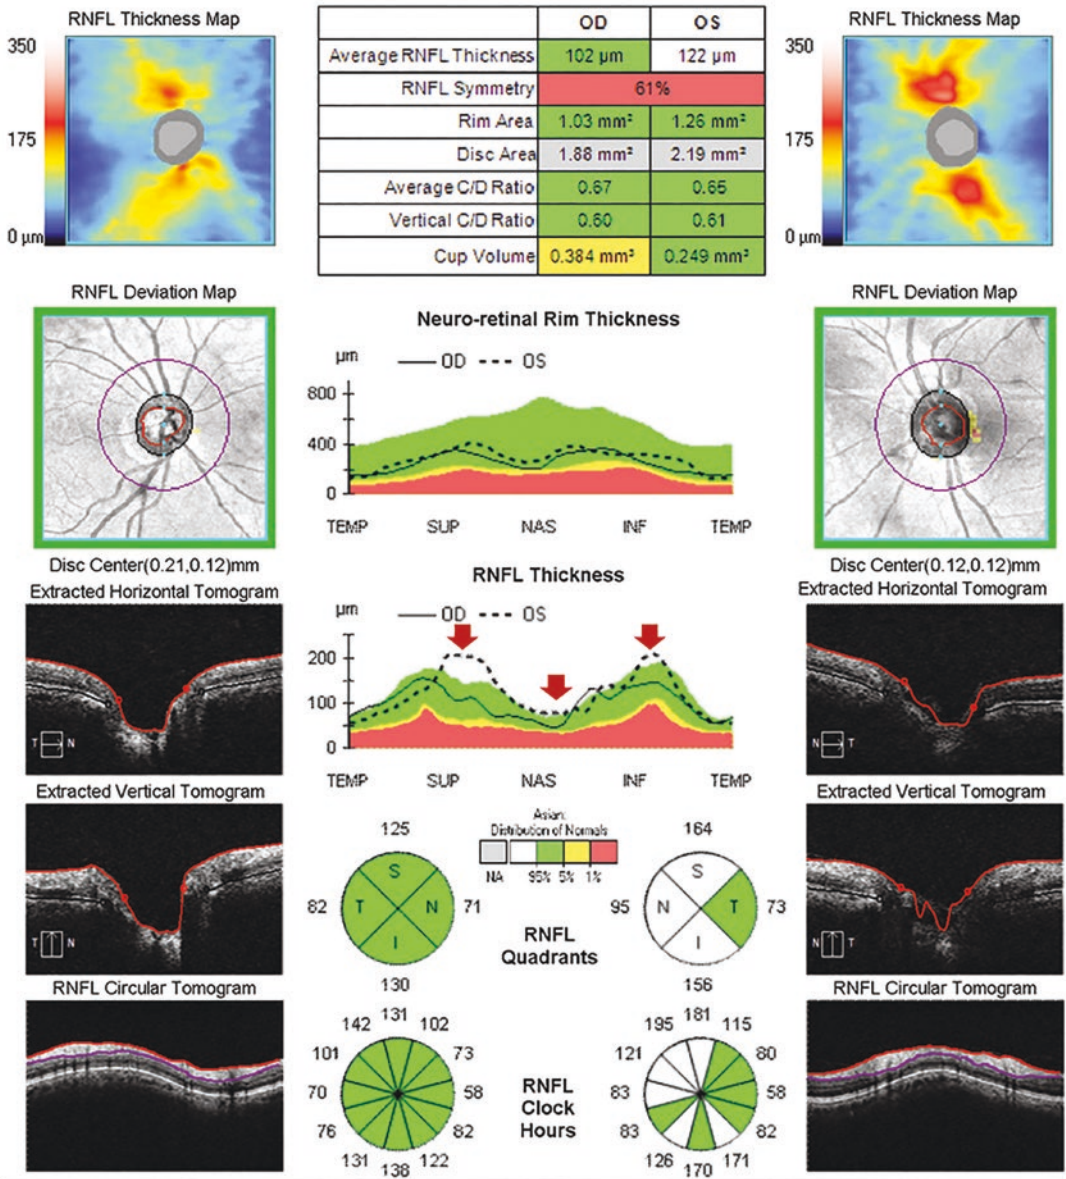 RNFL Thickness Map
350
175
0 µm
OD OS
Average RNFL Thickness 102 µm 122 µm
RNFL Symmetry 61%
Rim Area 1.03 mm² 1.26 mm²
Disc Area 1.88 mm² 2.19 mm²
Average C/D Ratio 0.67 0.65
Vertical C/D Ratio 0.60 0.61
Cup Volume 0.384 mm³ 0.249 mm³
RNFL Thickness Map
350
175
0 µm
RNFL Deviation Map
Disc Center(0.21,0.12)mm
Neuro-retinal Rim Thickness
µm OD OS
800
400
0
TEMP SUP NAS INF TEMP
RNFL Deviation Map
Disc Center(0.12,0.12)mm
Extracted Horizontal Tomogram
T N
RNFL Thickness
µm OD OS
200
100
0
TEMP SUP NAS INF TEMP
Extracted Horizontal Tomogram
N T
Extracted Vertical Tomogram
T N
Asian:
Distribution of Normals
NA 95% 5% 1%
125
S
82 T N 71
I
130
RNFL
Quadrants
164
S
95 N T 73
I
156
Extracted Vertical Tomogram
N T
RNFL Circular Tomogram
131
142 102
101 73
70 58
76 82
131 122
138
RNFL
Clock
Hours
181
195 115
121 80
83 58
83 82
126 171
170
RNFL Circular Tomogram